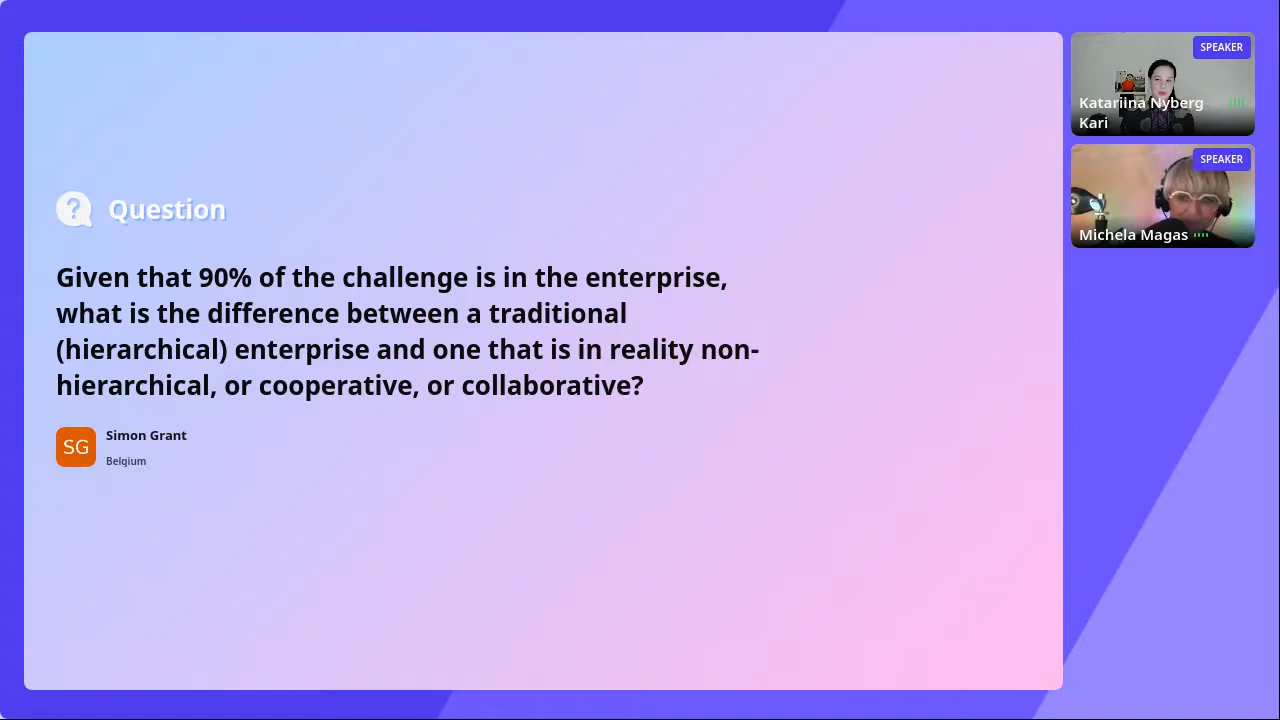 Question
Given that 90% of the challenge is in the enterprise,
what is the difference between a traditional
(hierarchical) enterprise and one that is in reality non-
hierarchical, or cooperative, or collaborative?
SG
Simon Grant
Belgium
SPEAKER
Katariina Nyberg
Kari
SPEAKER
Michela Magas